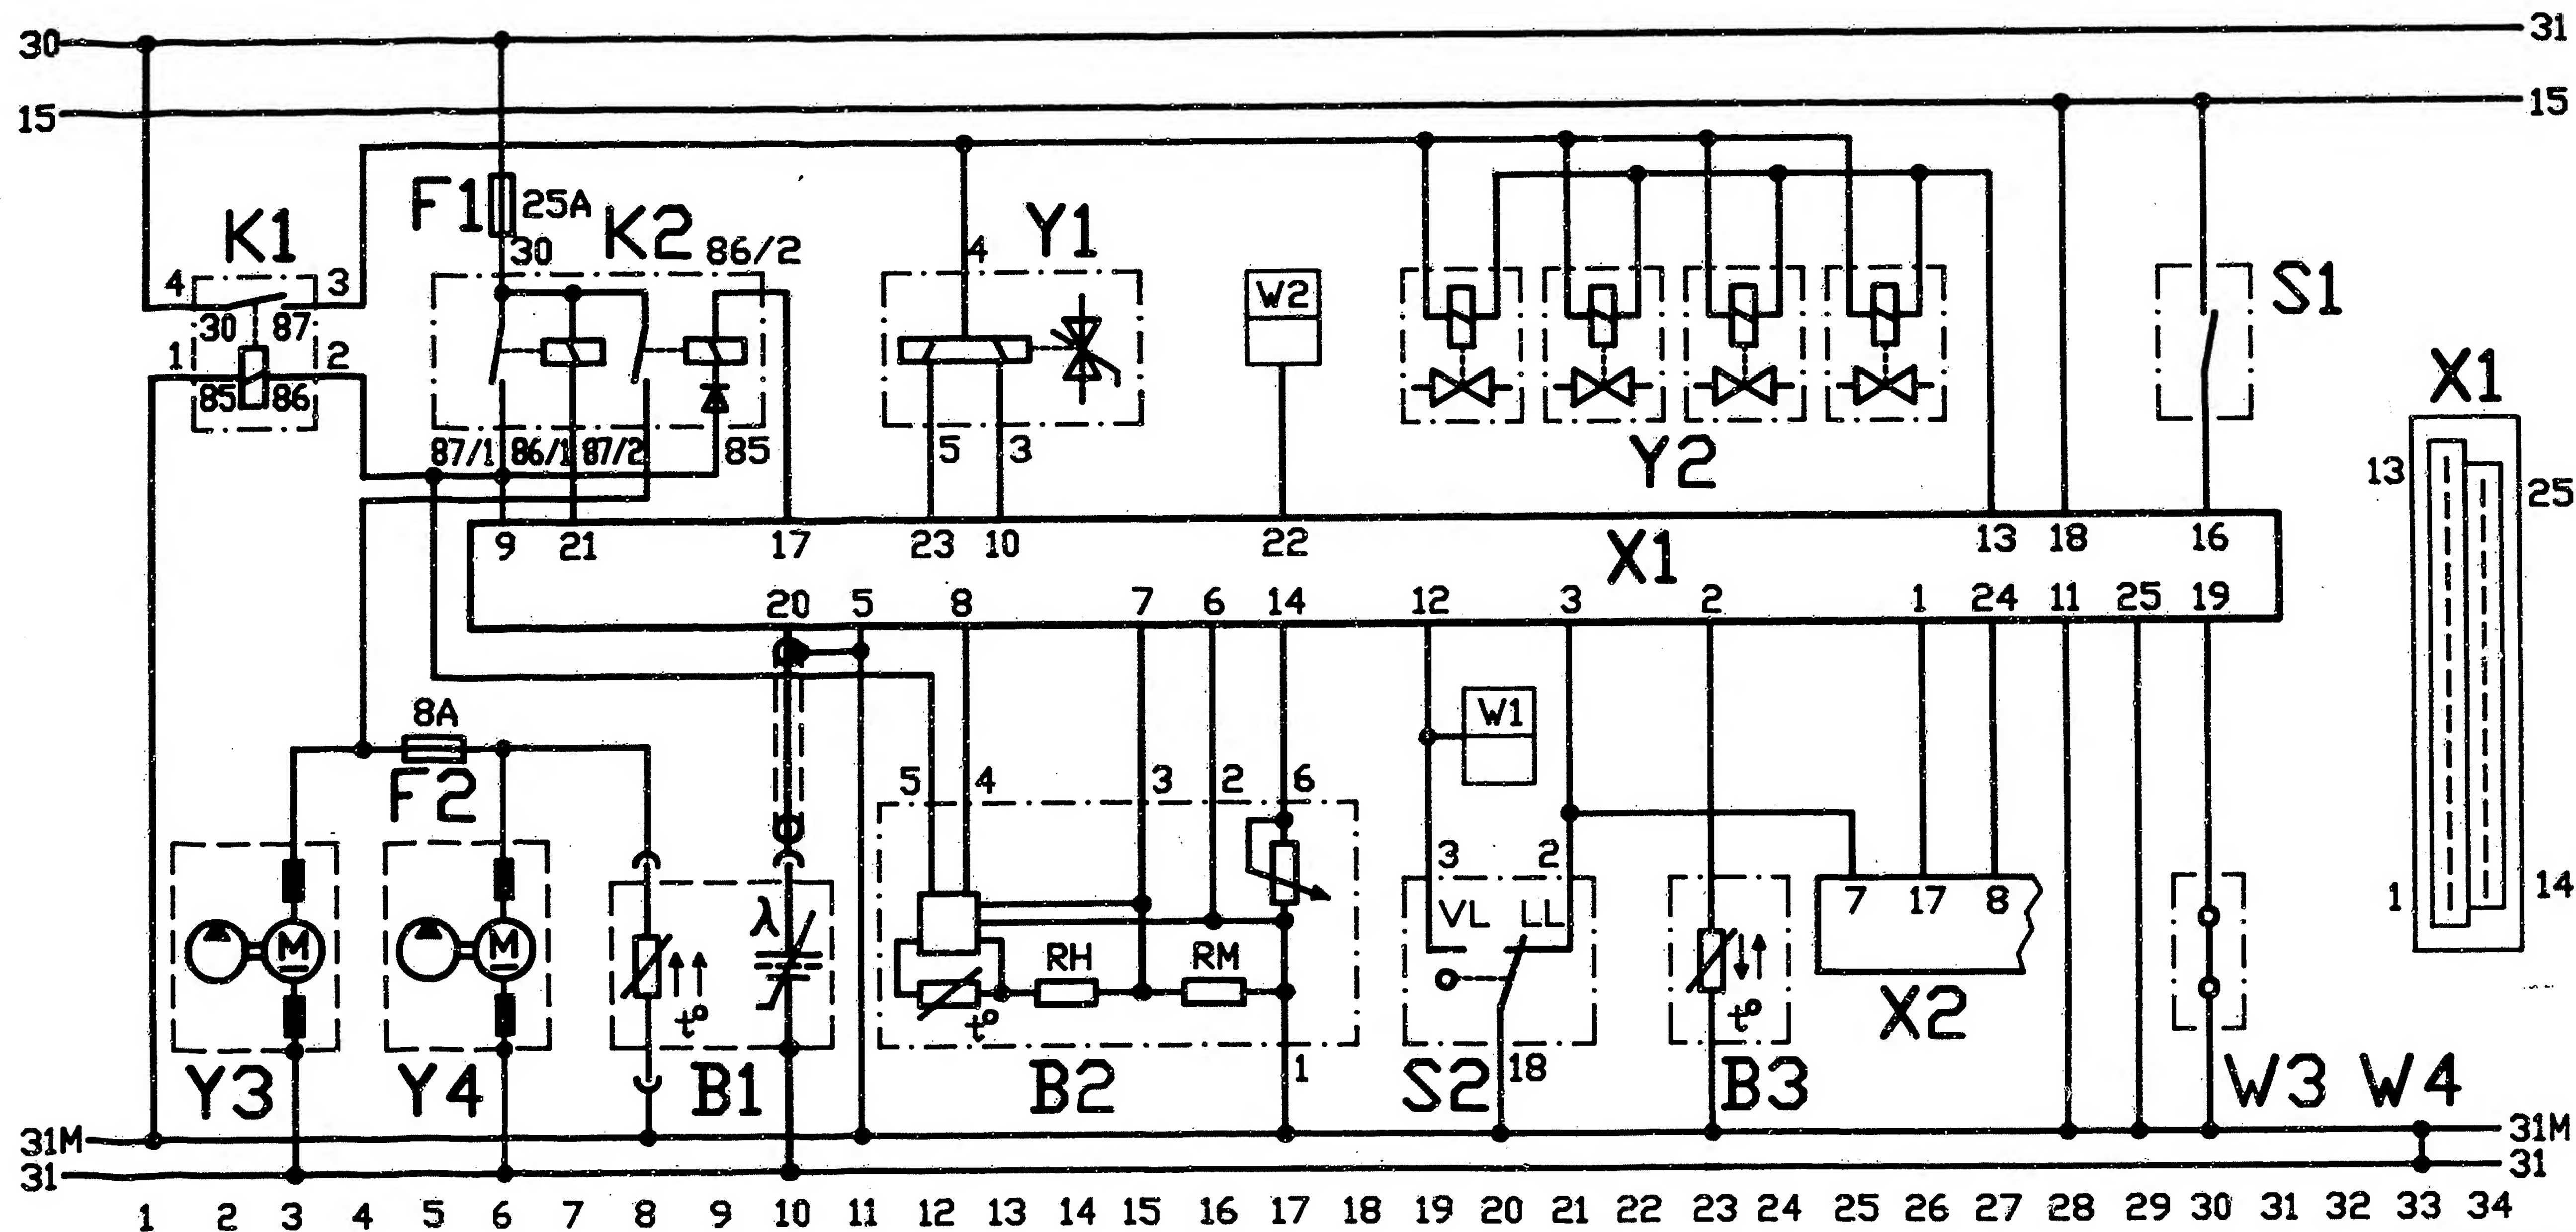 30 31
15 15
F1 25A
K1 K2 86/2 Y1
30 4
4 3 W2 S1
30 87
1 2 X1
85 86
87/1 86/1 87/2 85 5 3 Y2 13 25
9 21 17 23 10 22 X1 13 18 16
20 5 8 7 6 14 12 3 2 1 24 11 25 19
8A W1
F2 5 4 3 2 6
3 2
λ VL LL 7 17 8 1 14
M M RH RM
t° t° t° X2
Y3 Y4 B1 B2 1 S2 18 B3 W3 W4
31M 31M
31 31
1 2 3 4 5 6 7 8 9 10 11 12 13 14 15 16 17 18 19 20 21 22 23 24 25 26 27 28 29 30 31 32 33 34